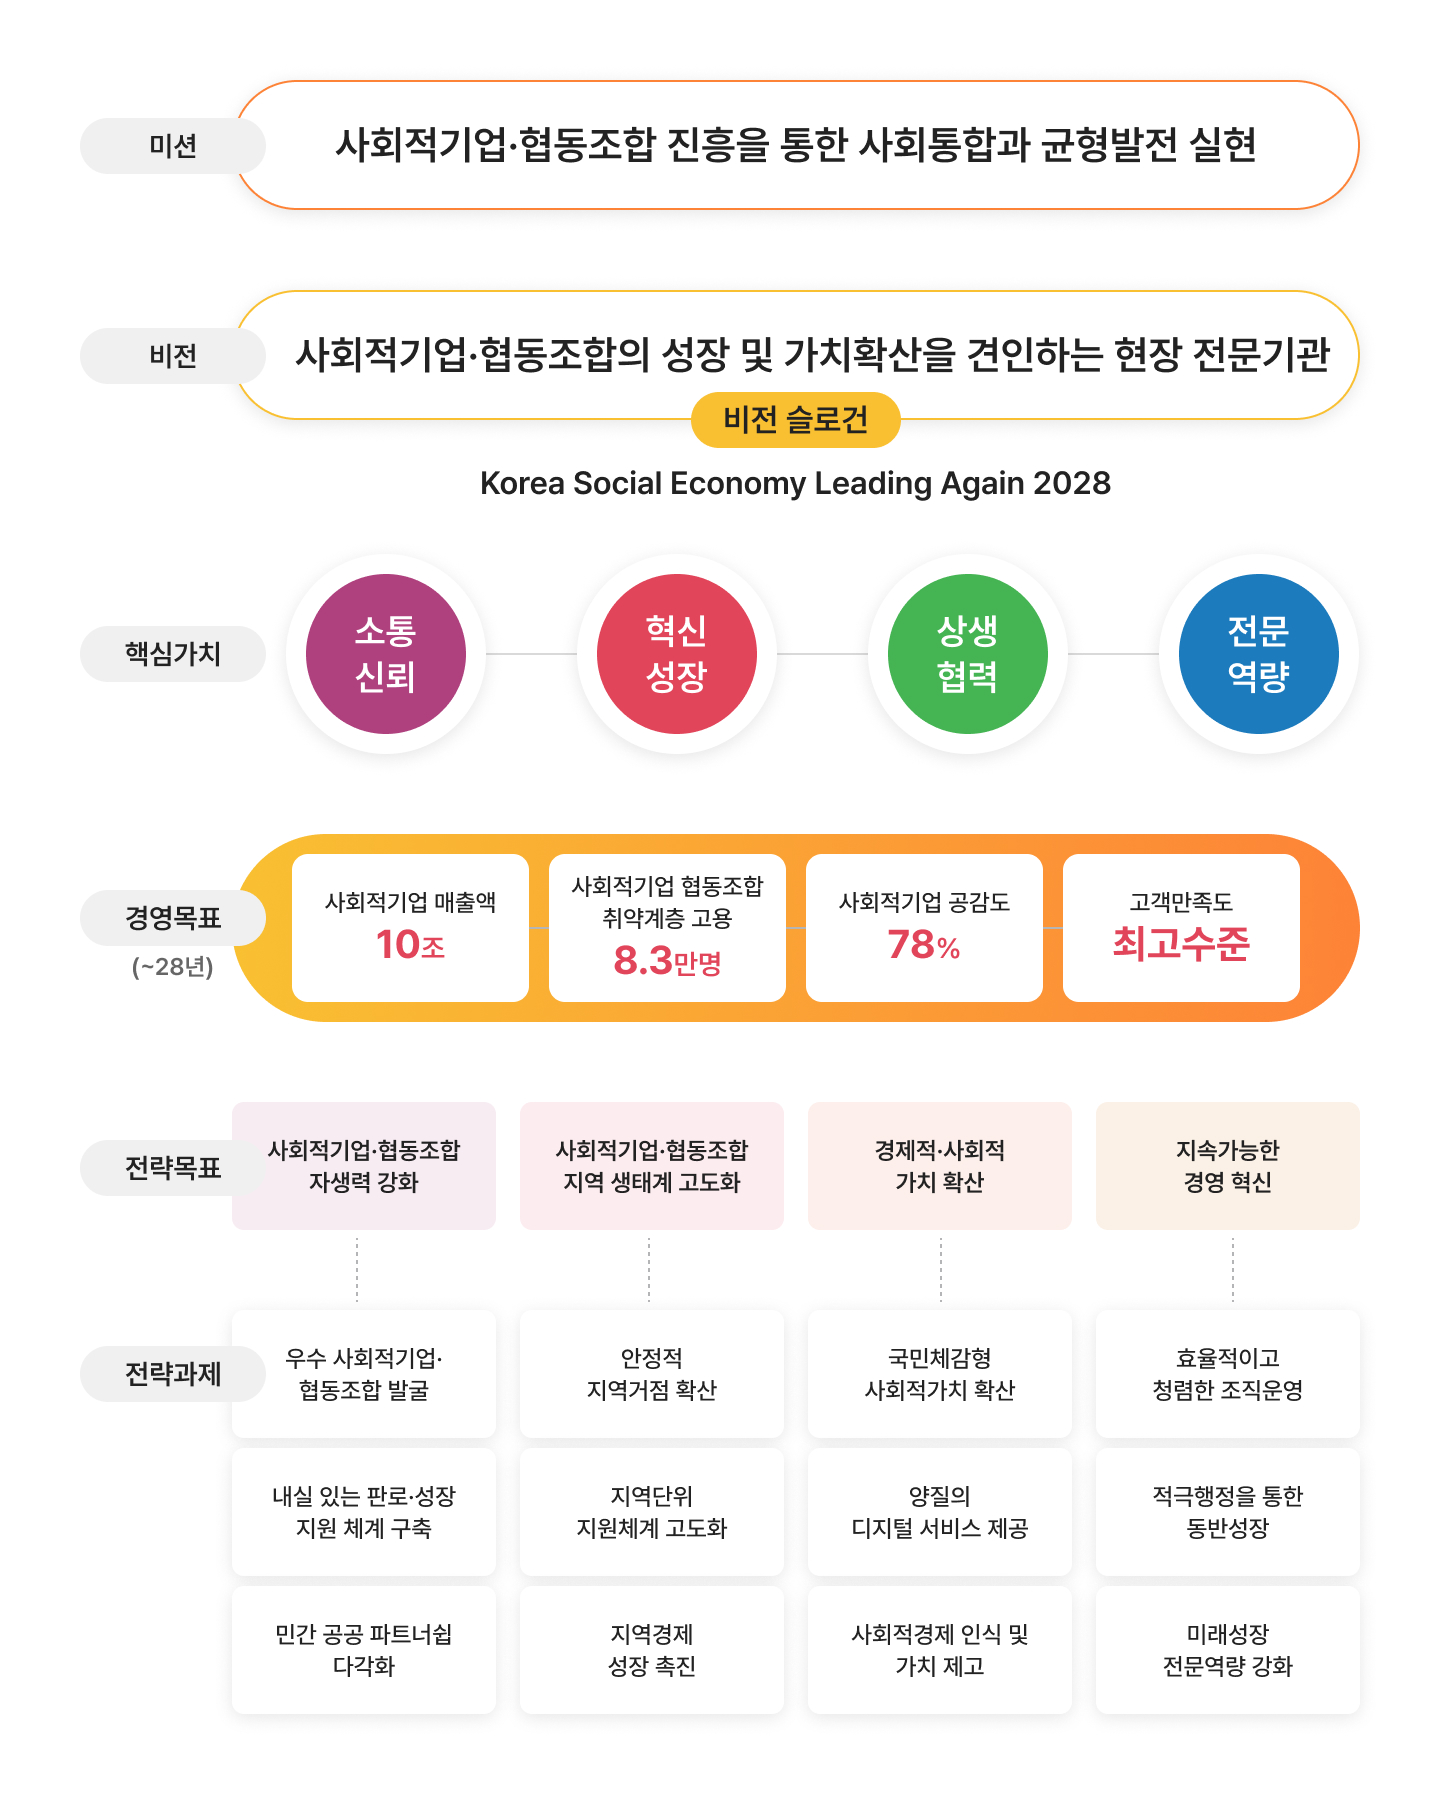 미션
사회적기업·협동조합 진흥을 통한 사회통합과 균형발전 실현
비전
사회적기업·협동조합의 성장 및 가치확산을 견인하는 현장 전문기관
비전 슬로건
Korea Social Economy Leading Again 2028
핵심가치
소통
신뢰
혁신
성장
상생
협력
전문
역량
경영목표
(~28년)
사회적기업 매출액
10조
사회적기업 협동조합
취약계층 고용
8.3만명
사회적기업 공감도
78%
고객만족도
최고수준
전략목표
사회적기업·협동조합
자생력 강화
사회적기업·협동조합
지역 생태계 고도화
경제적·사회적
가치 확산
지속가능한
경영 혁신
전략과제
우수 사회적기업·
협동조합 발굴
안정적
지역거점 확산
국민체감형
사회적가치 확산
효율적이고
청렴한 조직운영
내실 있는 판로·성장
지원 체계 구축
지역단위
지원체계 고도화
양질의
디지털 서비스 제공
적극행정을 통한
동반성장
민간 공공 파트너쉽
다각화
지역경제
성장 촉진
사회적경제 인식 및
가치 제고
미래성장
전문역량 강화